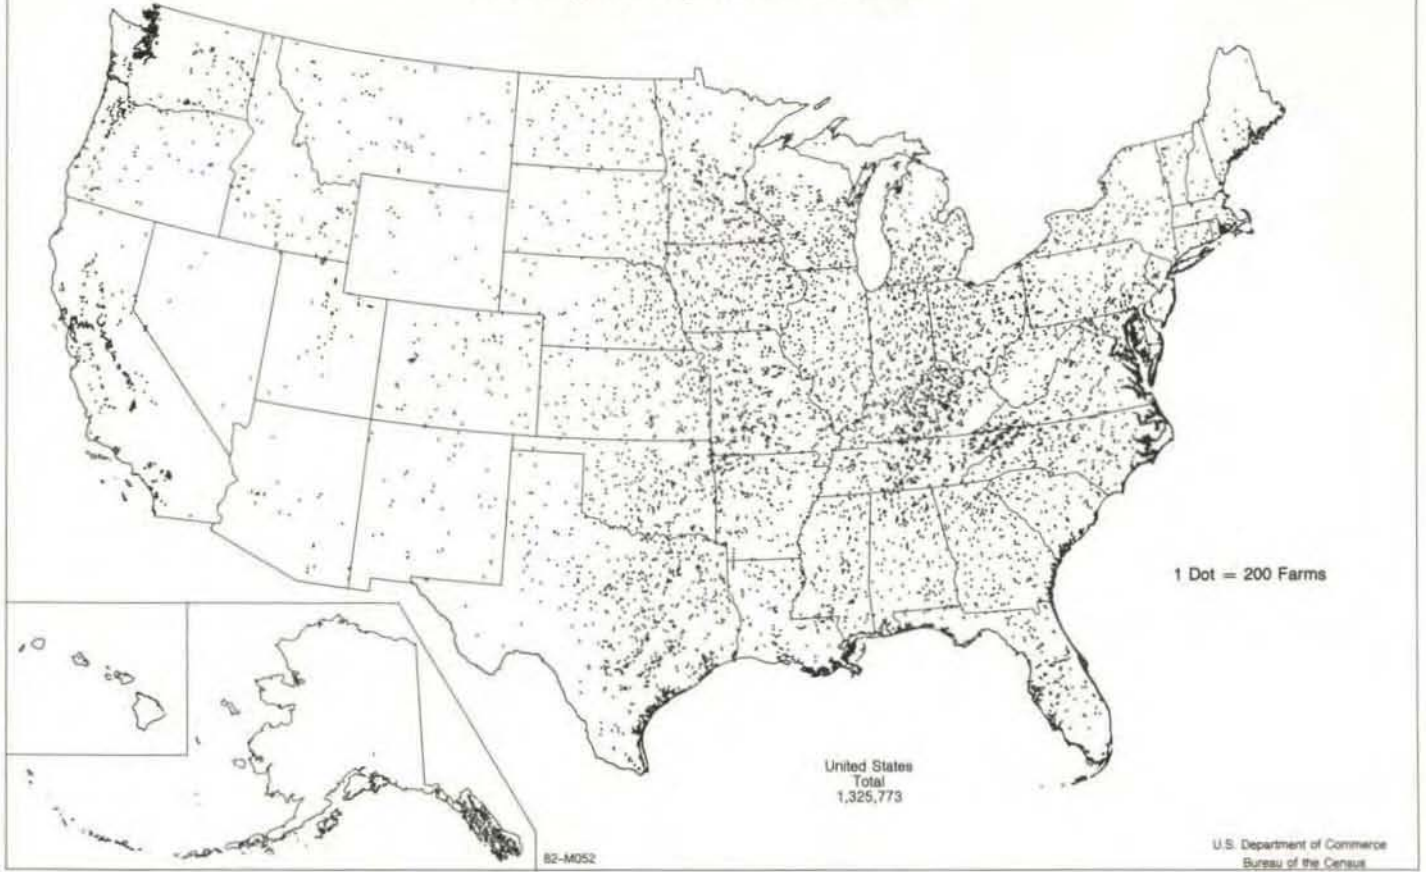 1 Dot = 200 Farms
United States
Total
1,325,773
82-M052
U.S. Department of Commerce
Bureau of the Census